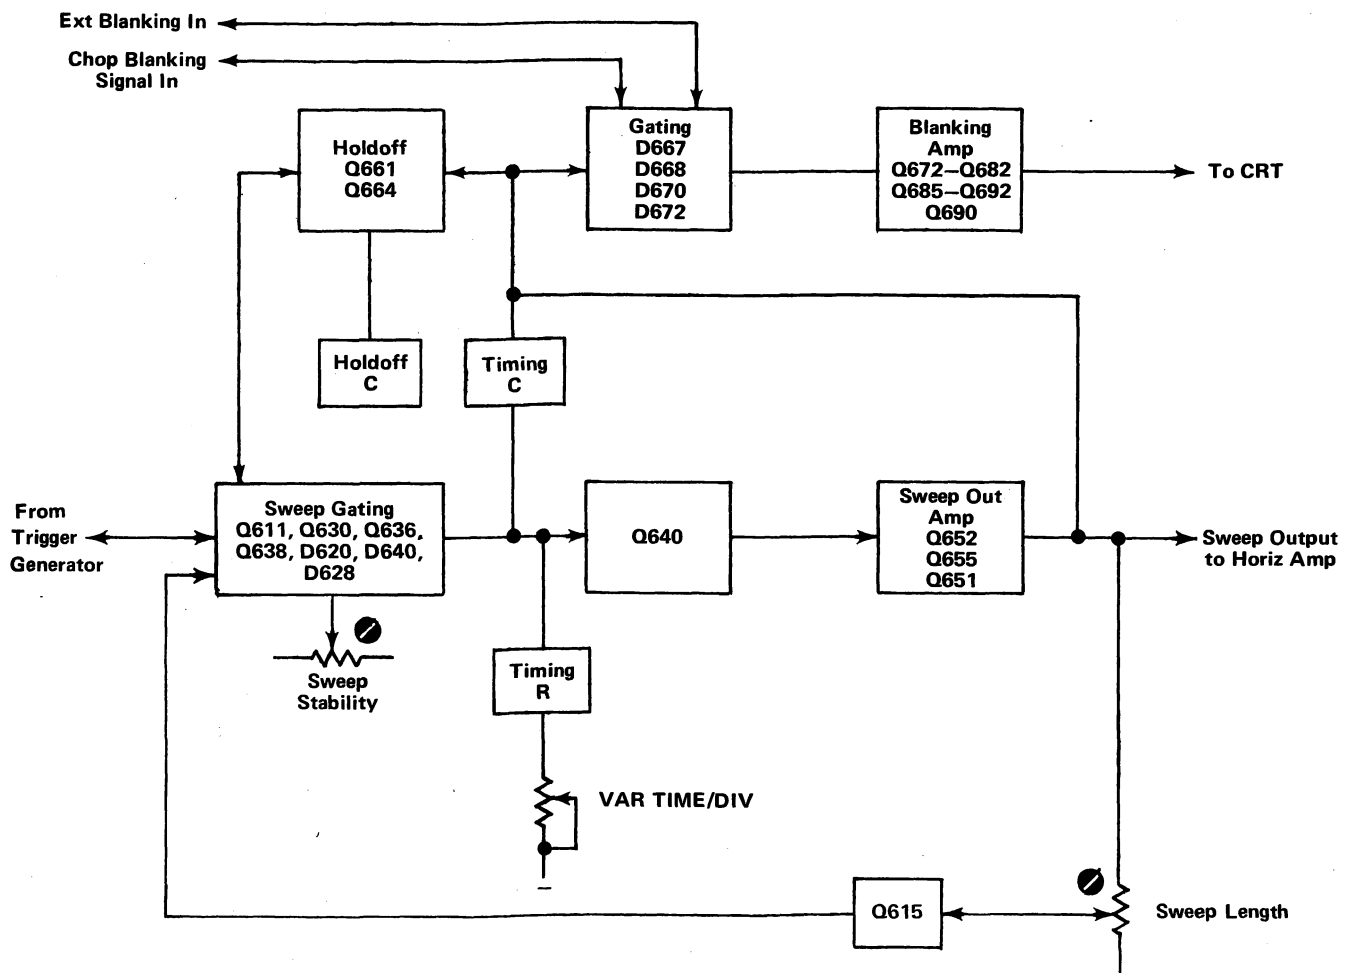 Ext Blanking In
Chop Blanking
Signal In
Holdoff
Q661
Q664
Gating
D667
D668
D670
D672
Blanking
Amp
Q672–Q682
Q685–Q692
Q690
To CRT
Holdoff
C
Timing
C
From
Trigger
Generator
Sweep Gating
Q611, Q630, Q636,
Q638, D620, D640,
D628
Q640
Sweep Out
Amp
Q652
Q655
Q651
Sweep Output
to Horiz Amp
Sweep
Stability
Timing
R
VAR TIME/DIV
Q615
Sweep Length